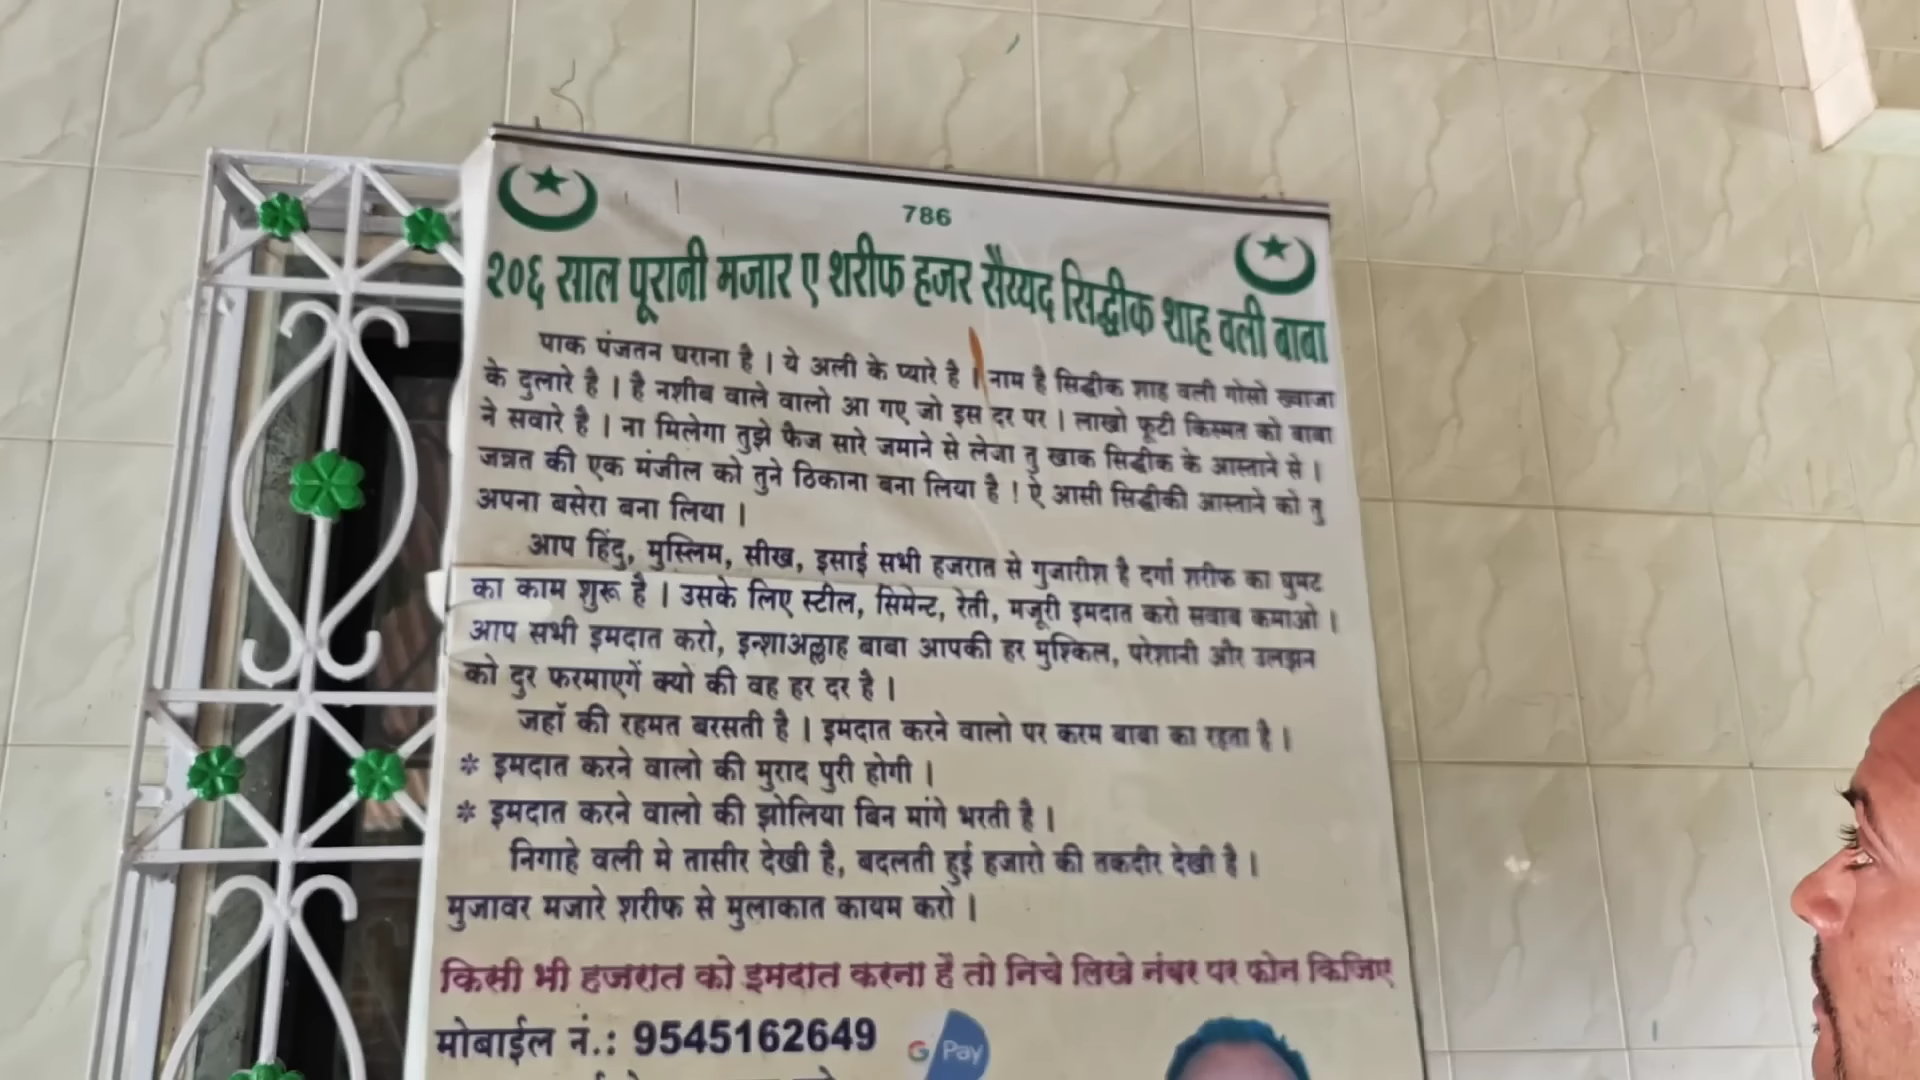 786
२०६ साल पूरानी मजार ए शरीफ हजर सैय्यद सिद्धीक शाह वली बाबा
पाक पंजतन घराना है । ये अली के प्यारे है । नाम है सिद्धीक शाह वली गोसो ख्वाजा
के दुलारे है । है नशीब वाले वालो आ गए जो इस दर पर । लाखो फूटी किस्मत को बाबा
ने सवारे है । ना मिलेगा तुझे फैज सारे जमाने से लेजा तु खाक सिद्धीक के आस्ताने से ।
जन्नत की एक मंजील को तुने ठिकाना बना लिया है ! ऐ आसी सिद्धीकी आस्ताने को तु
अपना बसेरा बना लिया ।
आप हिंदु, मुस्लिम, सीख, इसाई सभी हजरात से गुजारीश है दर्गा शरीफ का घुमट
का काम शुरू है । उसके लिए स्टील, सिमेन्ट, रेती, मजूरी इमदात करो सवाब कमाओ ।
आप सभी इमदात करो, इन्शाअल्लाह बाबा आपकी हर मुश्किल, परेशानी और उलझन
को दुर फरमाएगें क्यो की वह हर दर है ।
जहाँ की रहमत बरसती है । इमदात करने वालो पर करम बाबा का रहता है ।
* इमदात करने वालो की मुराद पुरी होगी ।
* इमदात करने वालो की झोलिया बिन मांगे भरती है ।
निगाहे वली मे तासीर देखी है, बदलती हुई हजारो की तकदीर देखी है ।
मुजावर मजारे शरीफ से मुलाकात कायम करो ।
किसी भी हजरात को इमदात करना है तो निचे लिखे नंबर पर फोन किजिए
मोबाईल नं.: 9545162649
G Pay